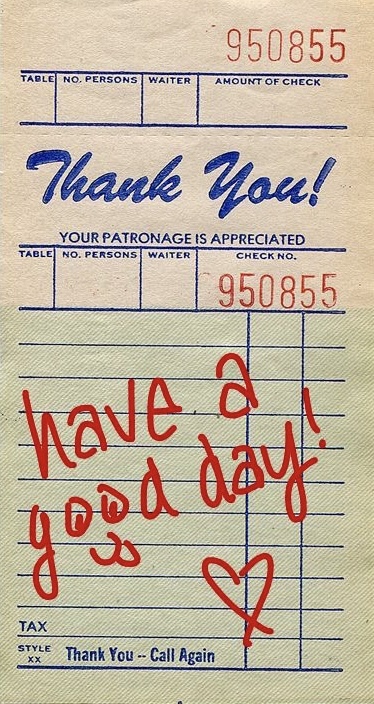 950855
TABLE NO. PERSONS WAITER AMOUNT OF CHECK
Thank You!
YOUR PATRONAGE IS APPRECIATED
TABLE NO. PERSONS WAITER CHECK NO.
950855
have a
good day!
TAX
STYLE
XX
Thank You -- Call Again